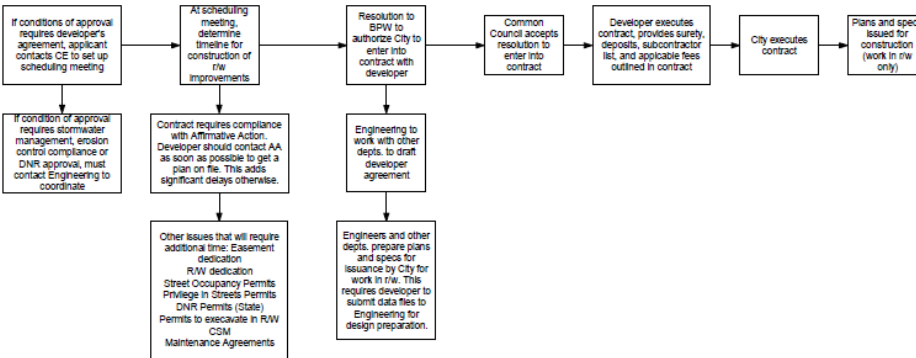 If conditions of approval
requires developer's
agreement, applicant
contacts CE to set up
scheduling meeting
At scheduling
meeting,
determine
timeline for
construction of
r/w
improvements
Resolution to
BPW to
authorize City to
enter into
contract with
developer
Common
Council accepts
resolution to
enter into
contract
Developer executes
contract, provides surety,
deposits, subcontractor
list, and applicable fees
outlined in contract
City executes
contract
Plans and spec
issued for
construction
(work in r/w
only)
If condition of approval
requires stormwater
management, erosion
control compliance or
DNR approval, must
contact Engineering to
coordinate
Contract requires compliance
with Affirmative Action.
Developer should contact AA
as soon as possible to get a
plan on file. This adds
significant delays otherwise.
Engineering to
work with other
depts. to draft
developer
agreement
Other issues that will require
additional time: Easement
dedication
R/W dedication
Street Occupancy Permits
Privilege in Streets Permits
DNR Permits (State)
Permits to execavate in R/W
CSM
Maintenance Agreements
Engineers and other
depts. prepare plans
and specs for
issuance by City for
work in r/w. This
requires developer to
submit data files to
Engineering for
design preparation.